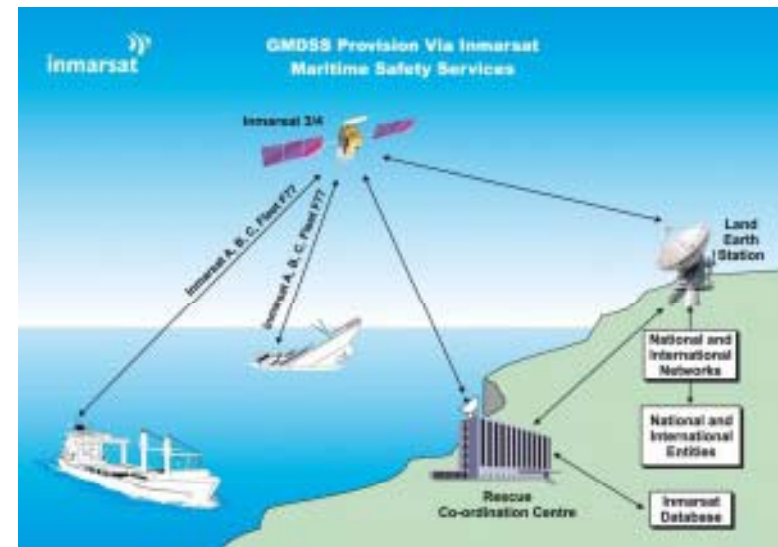 inmarsat
GMDSS Provision Via Inmarsat
Maritime Safety Services
Inmarsat 3/4
Inmarsat A, B, C, Fleet F77
Inmarsat A, B, C, Fleet F77
Land
Earth
Station
National and
International
Networks
National and
International
Entities
Rescue
Co-ordination Centre
Inmarsat
Database